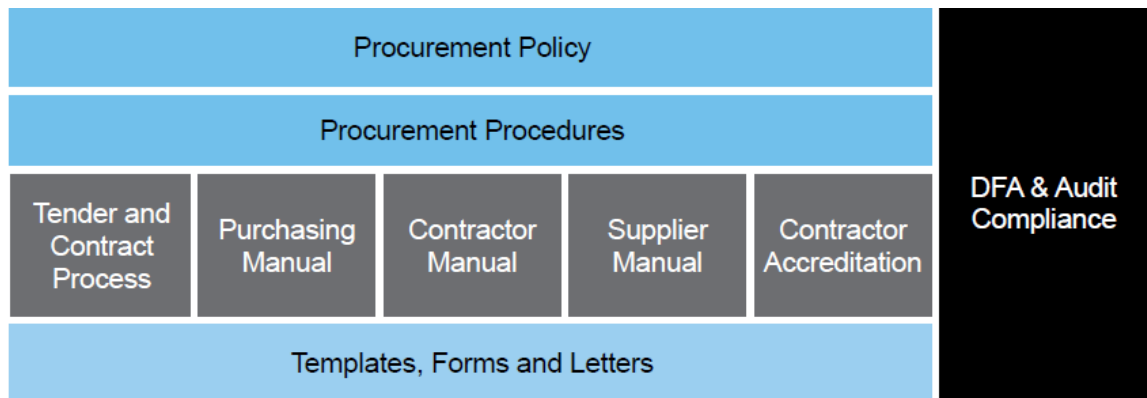 Procurement Policy
Procurement Procedures
Tender and
Contract
Process
Purchasing
Manual
Contractor
Manual
Supplier
Manual
Contractor
Accreditation
Templates, Forms and Letters
DFA & Audit
Compliance